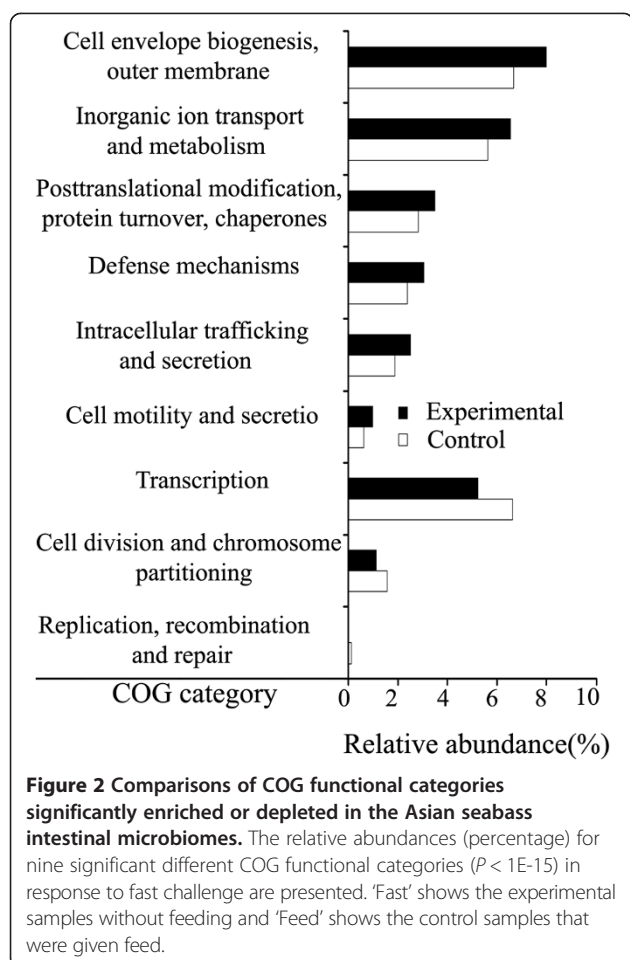 Cell envelope biogenesis,
outer membrane
Inorganic ion transport
and metabolism
Posttranslational modification,
protein turnover, chaperones
Defense mechanisms
Intracellular trafficking
and secretion
Cell motility and secretio
Experimental
Control
Transcription
Cell division and chromosome
partitioning
Replication, recombination
and repair
COG category
0 2 4 6 8 10
Relative abundance(%)
Figure 2 Comparisons of COG functional categories
significantly enriched or depleted in the Asian seabass
intestinal microbiomes. The relative abundances (percentage) for
nine significant different COG functional categories (P < 1E-15) in
response to fast challenge are presented. ‘Fast’ shows the experimental
samples without feeding and ‘Feed’ shows the control samples that
were given feed.